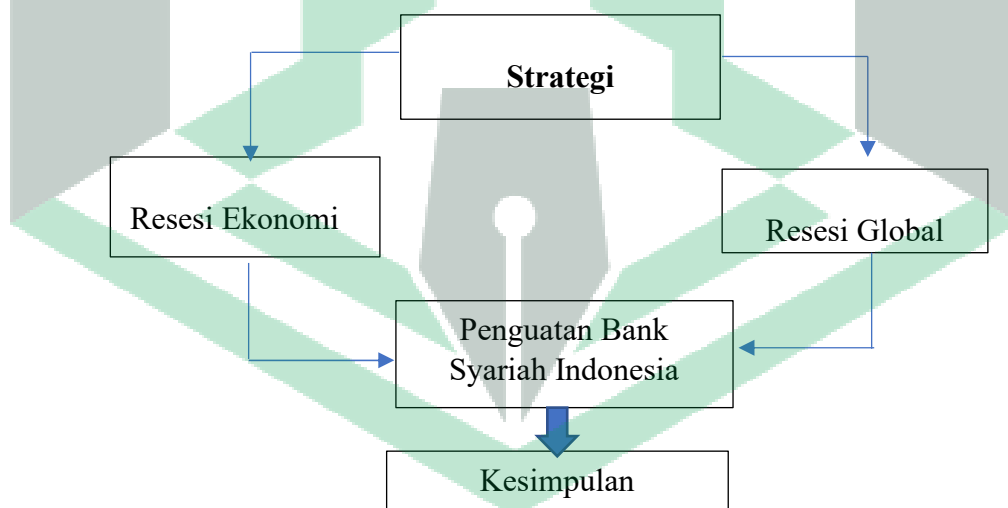 Strategi
Resesi Ekonomi
Resesi Global
Penguatan Bank
Syariah Indonesia
Kesimpulan